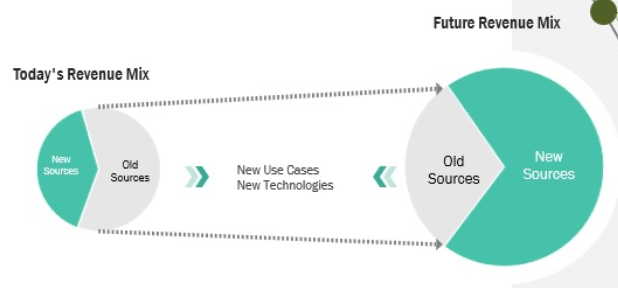 Future Revenue Mix
Today's Revenue Mix
New
Sources
Old
Sources
New Use Cases
New Technologies
Old
Sources
New
Sources